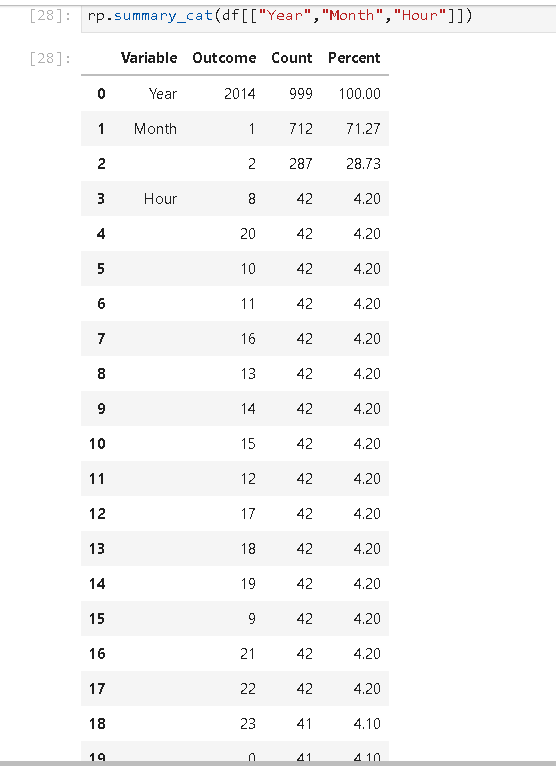 [28]: rp.summary_cat(df[["Year","Month","Hour"]])
[28]:
Variable Outcome Count Percent
0 Year 2014 999 100.00
1 Month 1 712 71.27
2 2 287 28.73
3 Hour 8 42 4.20
4 20 42 4.20
5 10 42 4.20
6 11 42 4.20
7 16 42 4.20
8 13 42 4.20
9 14 42 4.20
10 15 42 4.20
11 12 42 4.20
12 17 42 4.20
13 18 42 4.20
14 19 42 4.20
15 9 42 4.20
16 21 42 4.20
17 22 42 4.20
18 23 41 4.10
19 0 41 4.10